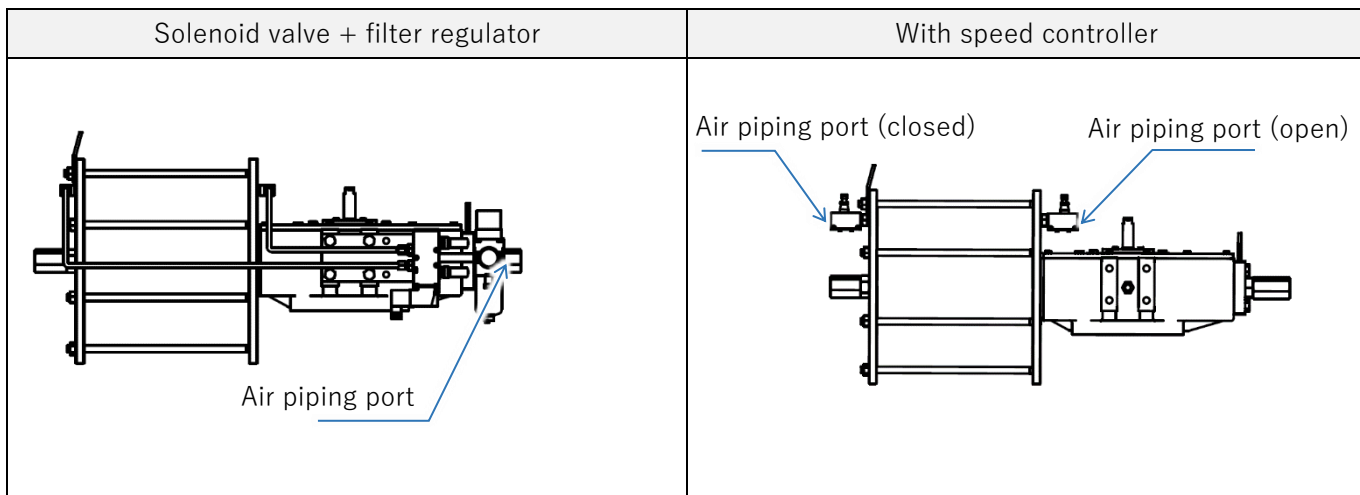 Solenoid valve + filter regulator
With speed controller
Air piping port
Air piping port (closed)
Air piping port (open)